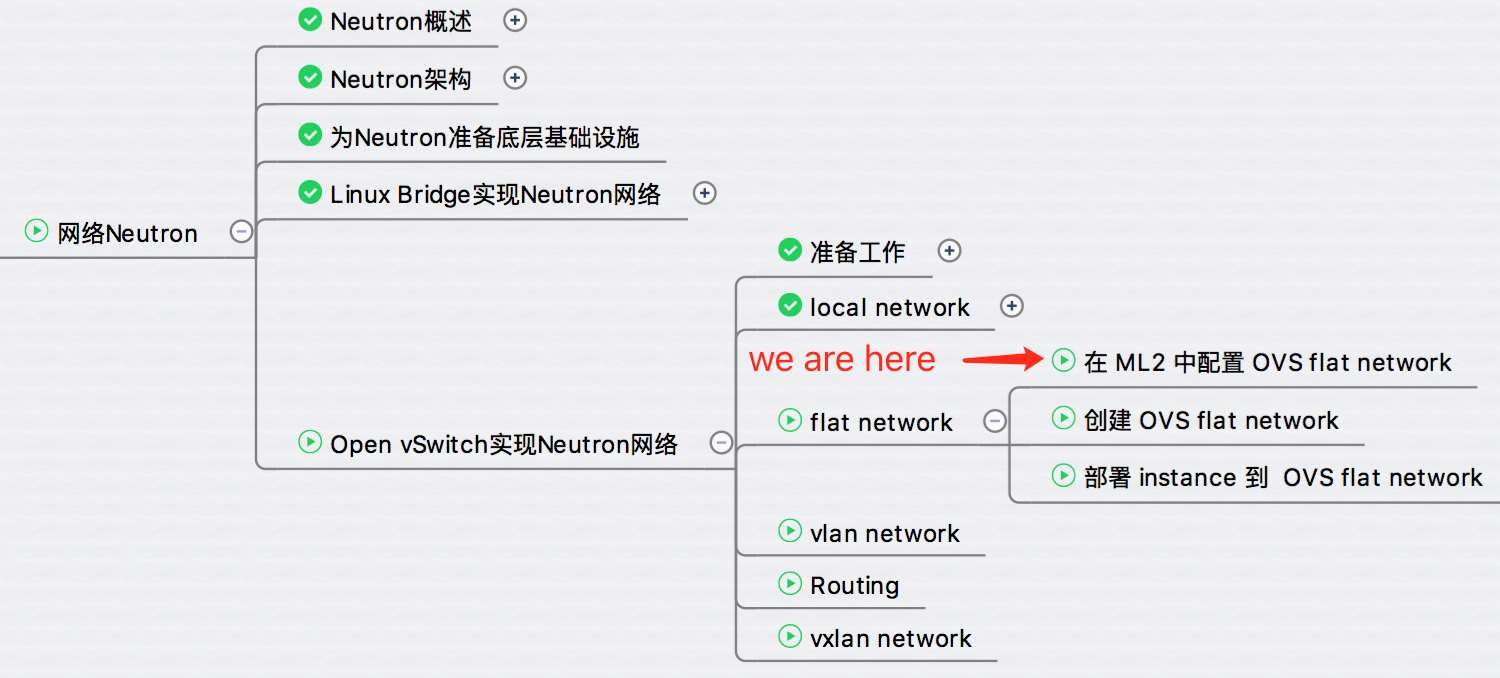 Neutron概述
Neutron架构
为Neutron准备底层基础设施
Linux Bridge实现Neutron网络
网络Neutron
准备工作
local network
we are here
在 ML2 中配置 OVS flat network
flat network
创建 OVS flat network
Open vSwitch实现Neutron网络
部署 instance 到 OVS flat network
vlan network
Routing
vxlan network